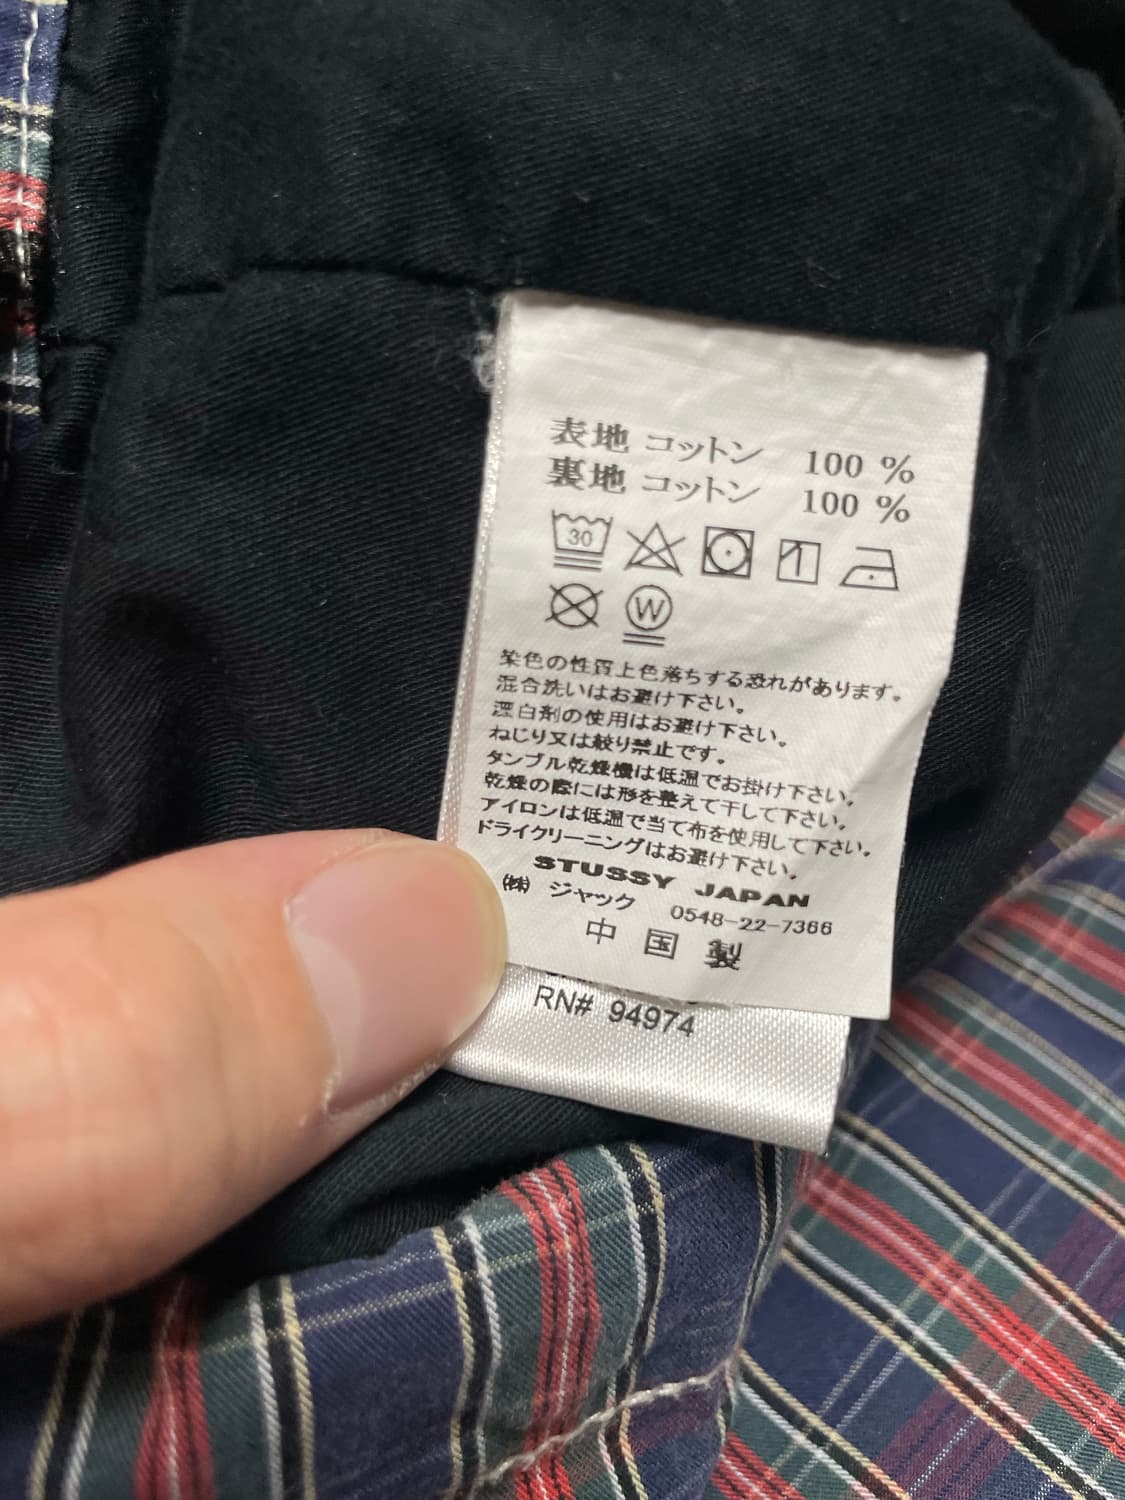 表地 コットン 100 %
裏地 コットン 100 %
30
W
染色の性質上色落ちする恐れがあります。
混合洗いはお避け下さい。
漂白剤の使用はお避け下さい。
ねじり又は絞り禁止です。
タンブル乾燥機は低温でお掛け下さい。
乾燥の際には形を整えて干して下さい。
アイロンは低温で当て布を使用して下さい。
ドライクリーニングはお避け下さい。
STUSSY JAPAN
㈱ ジャック 0548-22-7366
中国製
RN# 94974